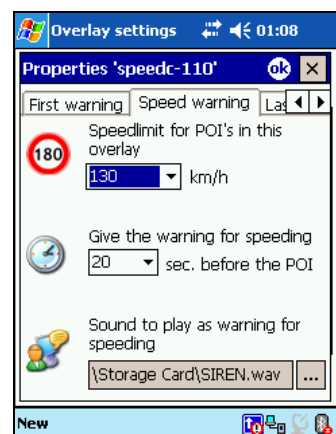 Overlay settings 01:08
Properties 'speedc-110' ok
First warning Speed warning Las
Speedlimit for POI's in this
overlay
180
130 km/h
Give the warning for speeding
20 sec. before the POI
Sound to play as warning for
speeding
\Storage Card\SIREN.wav ...
New